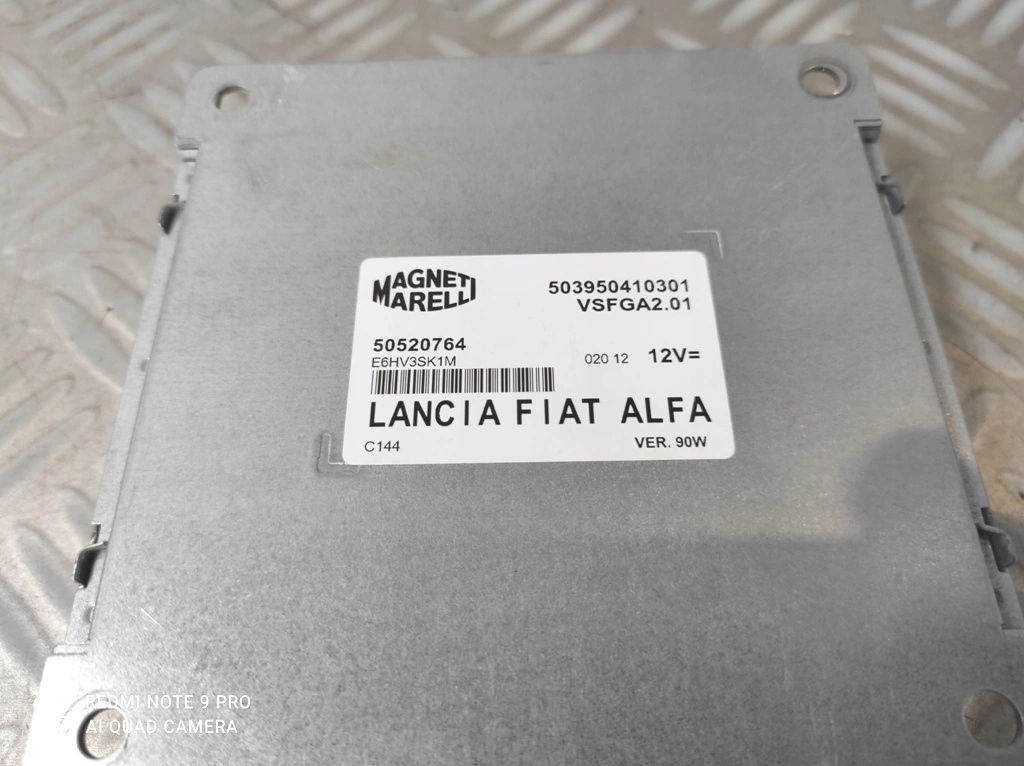 MAGNETI
MARELLI
503950410301
VSFGA2.01
50520764
E6HV3SK1M
020 12 12V=
LANCIA FIAT ALFA
C144 VER. 90W
REDMI NOTE 9 PRO
AI QUAD CAMERA